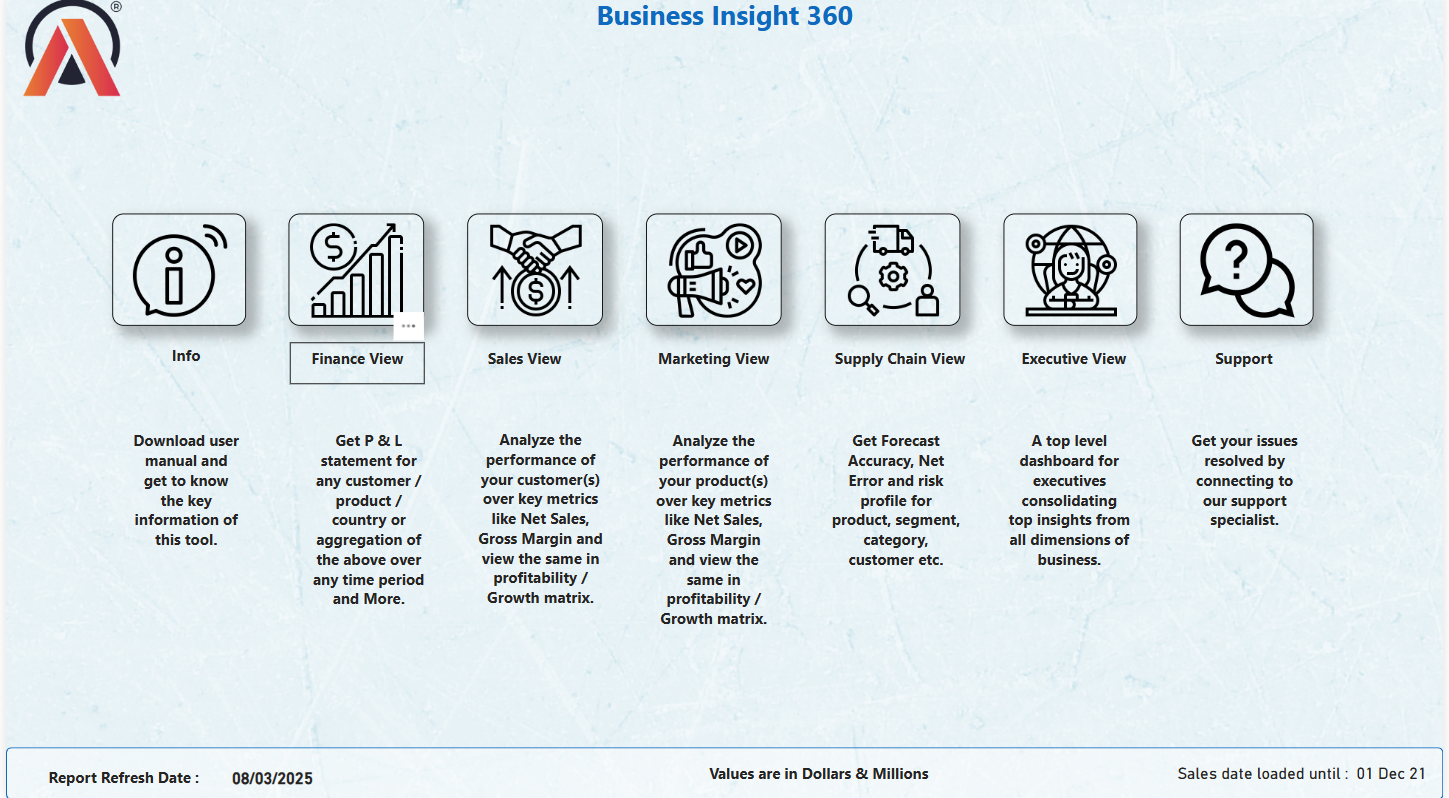 ®
Business Insight 360
$
$
?
Info
Finance View
Sales View
Marketing View
Supply Chain View
Executive View
Support
Download user
manual and
get to know
the key
information of
this tool.
Get P & L
statement for
any customer /
product /
country or
aggregation of
the above over
any time period
and More.
Analyze the
performance of
your customer(s)
over key metrics
like Net Sales,
Gross Margin and
view the same in
profitability /
Growth matrix.
Analyze the
performance of
your product(s)
over key metrics
like Net Sales,
Gross Margin
and view the
same in
profitability /
Growth matrix.
Get Forecast
Accuracy, Net
Error and risk
profile for
product, segment,
category,
customer etc.
A top level
dashboard for
executives
consolidating
top insights from
all dimensions of
business.
Get your issues
resolved by
connecting to
our support
specialist.
Report Refresh Date : 08/03/2025
Values are in Dollars & Millions
Sales date loaded until : 01 Dec 21